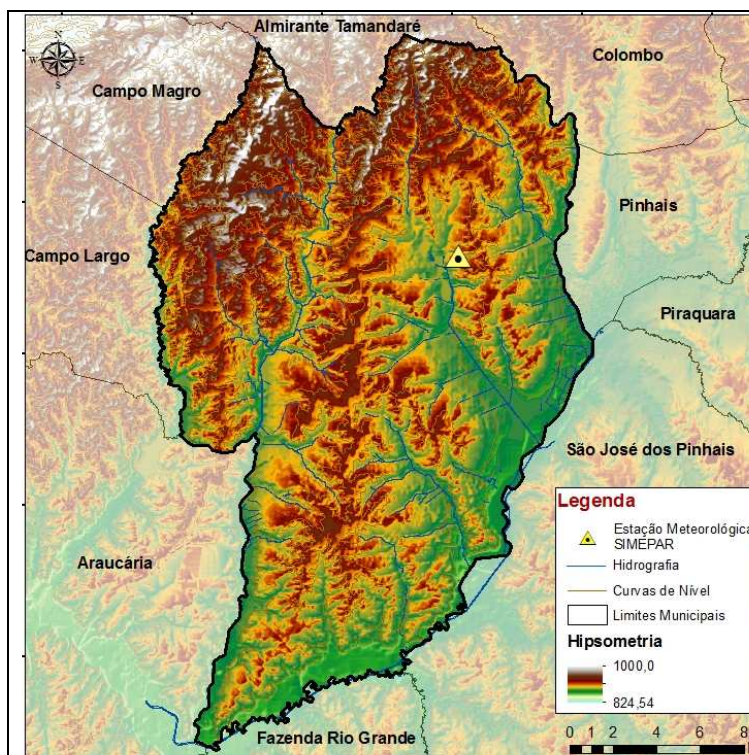 Almirante Tamandaré
Colombo
N
W E
S
Campo Magro
Pinhais
Campo Largo
Piraquara
São José dos Pinhais
Araucária
Fazenda Rio Grande
Legenda
Estação Meteorológica
SIMEPAR
Hidrografia
Curvas de Nível
Limites Municipais
Hipsometria
1000,0
824,54
0 2 4 6 8